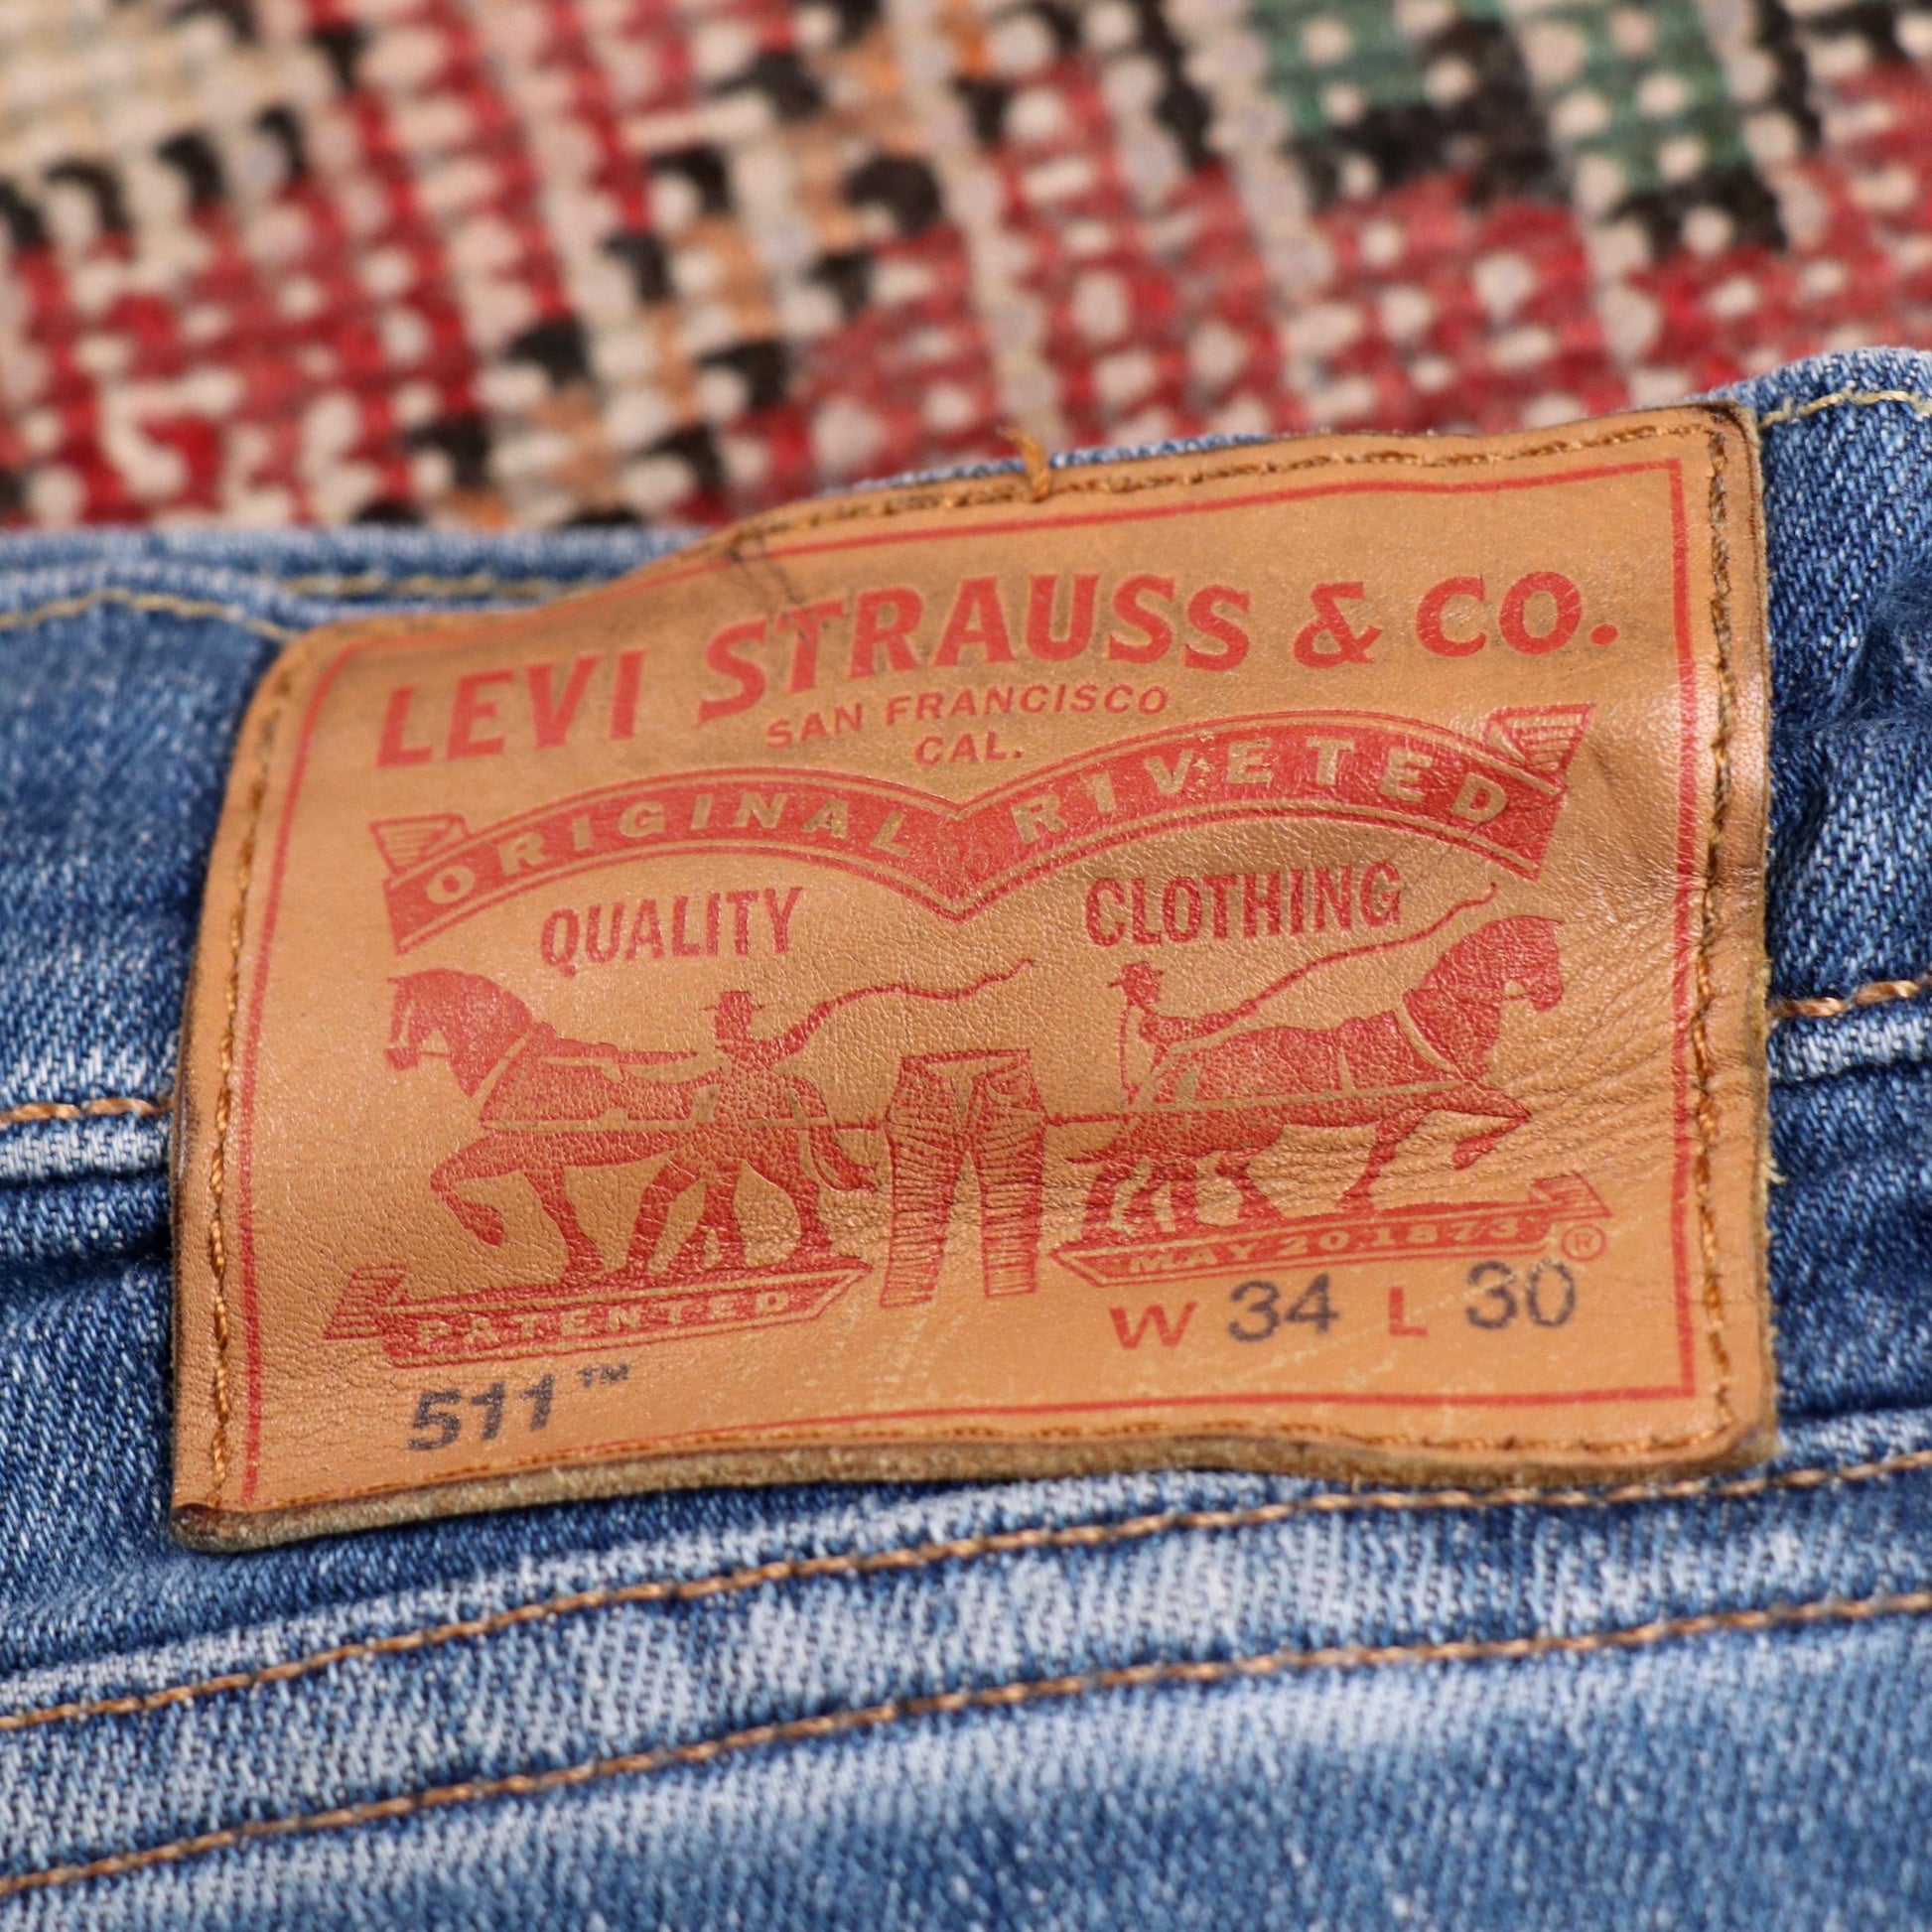 LEVI STRAUSS & CO.
SAN FRANCISCO
CAL.
ORIGINAL RIVETED
QUALITY CLOTHING
MAY 20.1873 ®
PATENTED
W 34 L 30
511™